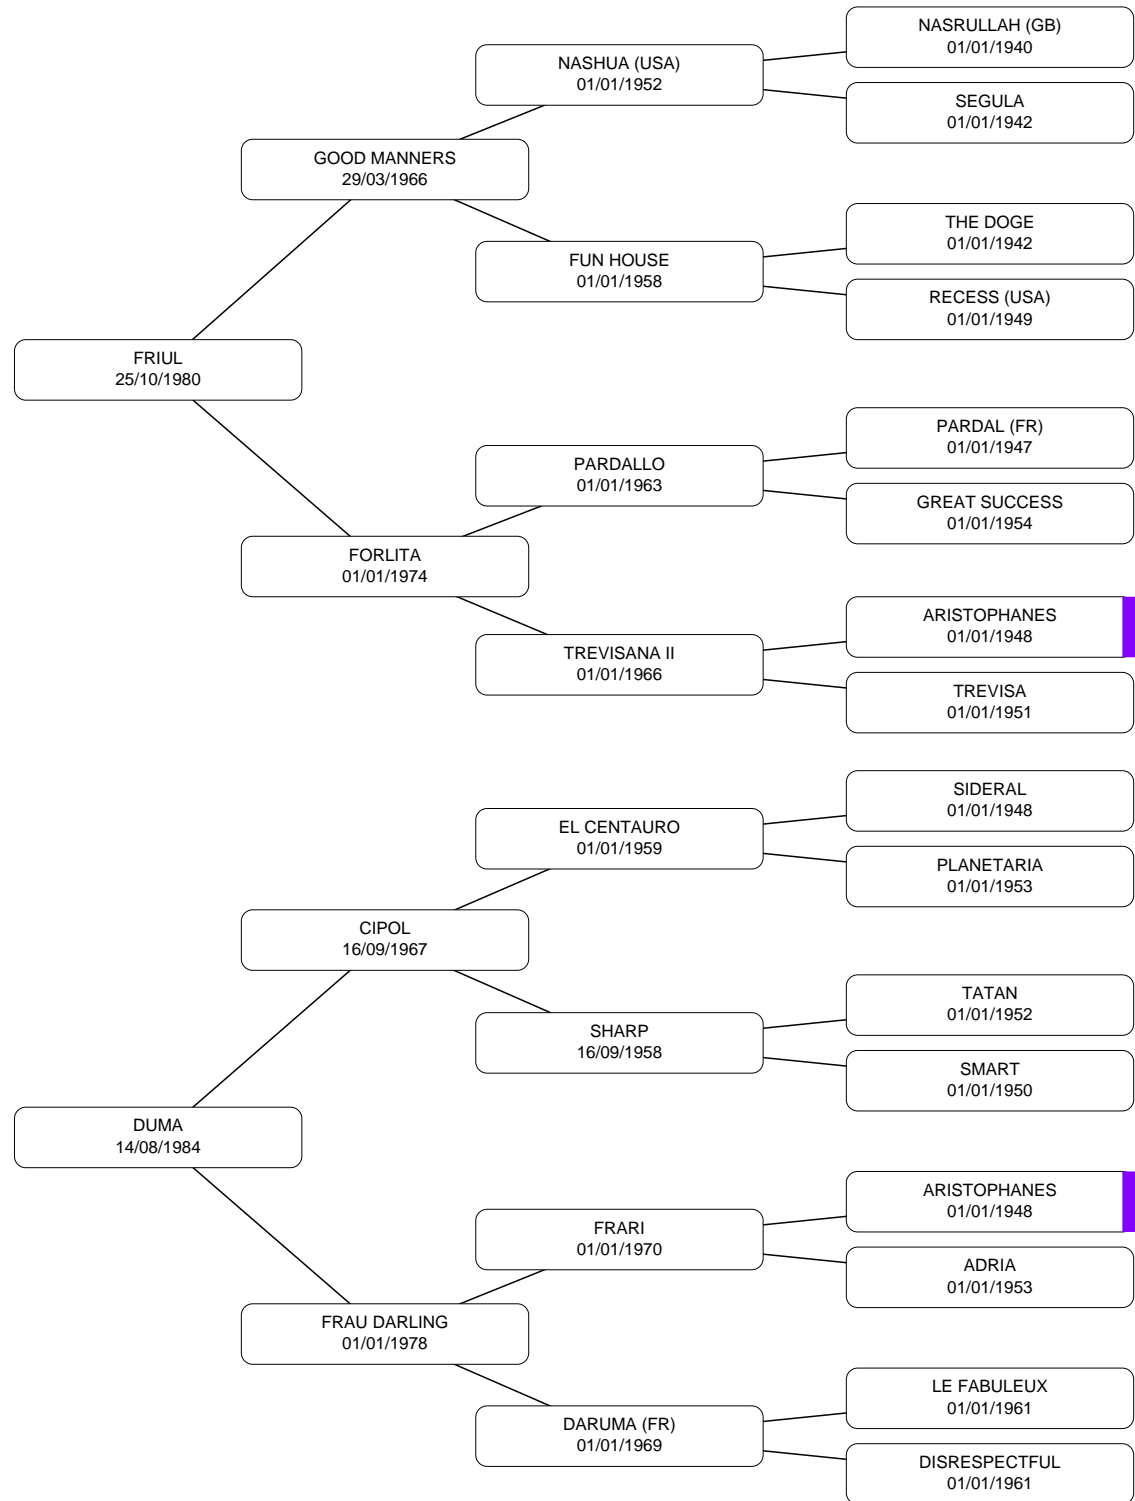 NASRULLAH (GB)
01/01/1940
NASHUA (USA)
01/01/1952
SEGULA
01/01/1942
GOOD MANNERS
29/03/1966
THE DOGE
01/01/1942
FUN HOUSE
01/01/1958
RECESS (USA)
01/01/1949
FRIUL
25/10/1980
PARDAL (FR)
01/01/1947
PARDALLO
01/01/1963
GREAT SUCCESS
01/01/1954
FORLITA
01/01/1974
ARISTOPHANES
01/01/1948
TREVISANA II
01/01/1966
TREVISA
01/01/1951
SIDERAL
01/01/1948
EL CENTAURO
01/01/1959
PLANETARIA
01/01/1953
CIPOL
16/09/1967
TATAN
01/01/1952
SHARP
16/09/1958
SMART
01/01/1950
DUMA
14/08/1984
ARISTOPHANES
01/01/1948
FRARI
01/01/1970
ADRIA
01/01/1953
FRAU DARLING
01/01/1978
LE FABULEUX
01/01/1961
DARUMA (FR)
01/01/1969
DISRESPECTFUL
01/01/1961